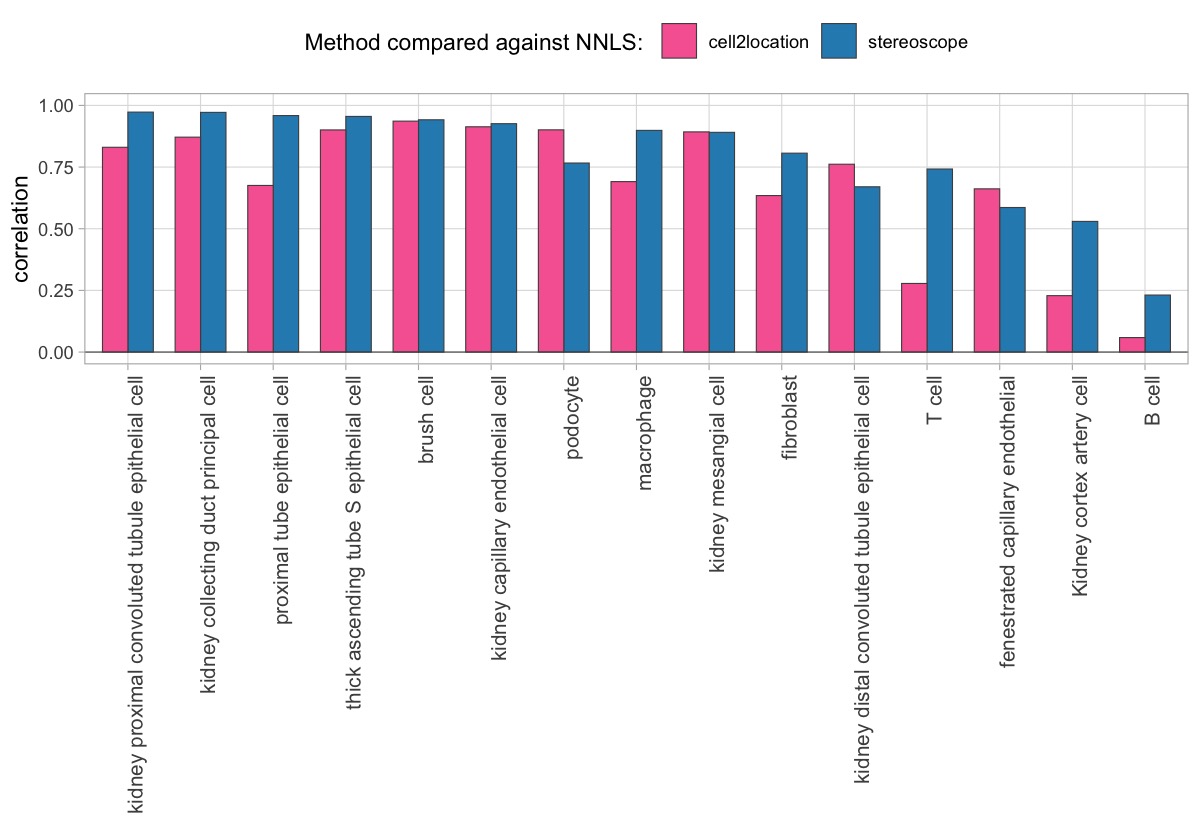 Method compared against NNLS: cell2location stereoscope
correlation
1.00
0.75
0.50
0.25
0.00
kidney proximal convoluted tubule epithelial cell
kidney collecting duct principal cell
proximal tube epithelial cell
thick ascending tube S epithelial cell
brush cell
kidney capillary endothelial cell
podocyte
macrophage
kidney mesangial cell
fibroblast
kidney distal convoluted tubule epithelial cell
T cell
fenestrated capillary endothelial
Kidney cortex artery cell
B cell